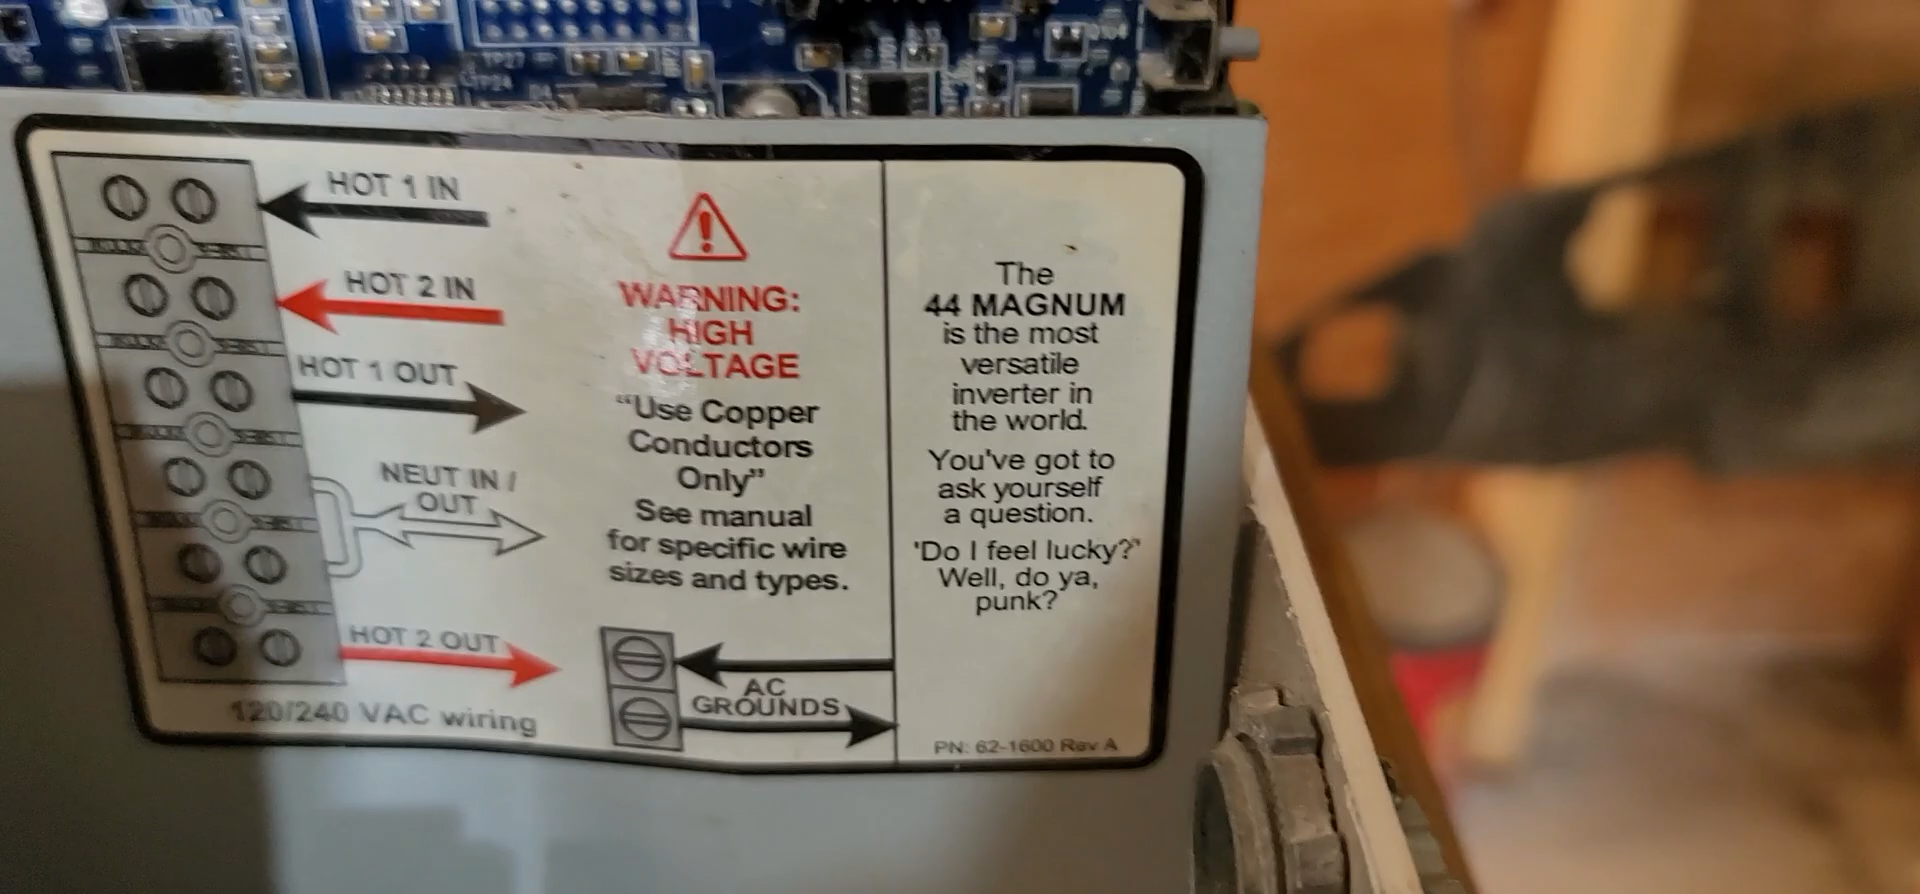 TP27
TP24
HOT 1 IN
HOT 2 IN
HOT 1 OUT
NEUT IN /
OUT
HOT 2 OUT
120/240 VAC wiring
WARNING:
HIGH
VOLTAGE
“Use Copper
Conductors
Only”
See manual
for specific wire
sizes and types.
AC
GROUNDS
The
44 MAGNUM
is the most
versatile
inverter in
the world.
You've got to
ask yourself
a question.
'Do I feel lucky?'
Well, do ya,
punk?
PN: 62-1600 Rev A